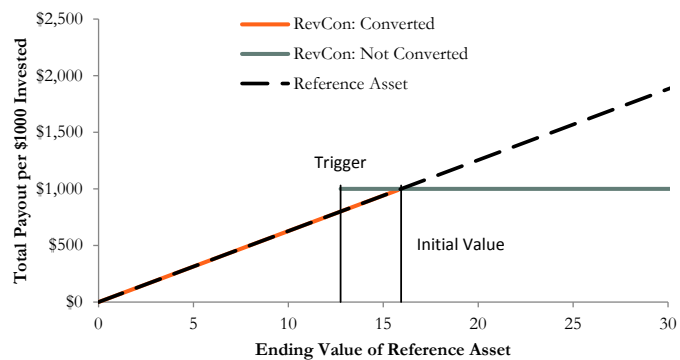 $2,500
$2,000
$1,500
$1,000
$500
$0
Total Payout per $1000 Invested
RevCon: Converted
RevCon: Not Converted
Reference Asset
Trigger
Initial Value
0 5 10 15 20 25 30
Ending Value of Reference Asset